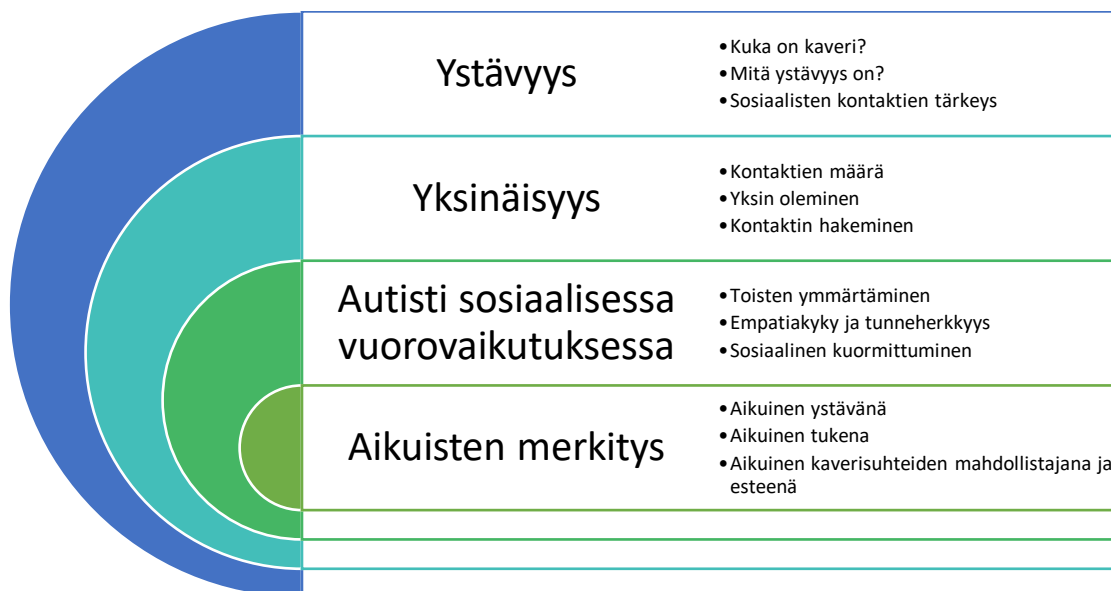 Ystävyys
•Kuka on kaveri?
•Mitä ystävyys on?
•Sosiaalisten kontaktien tärkeys
Yksinäisyys
•Kontaktien määrä
•Yksin oleminen
•Kontaktin hakeminen
Autisti sosiaalisessa
vuorovaikutuksessa
•Toisten ymmärtäminen
•Empatiakyky ja tunneherkkyys
•Sosiaalinen kuormittuminen
Aikuisten merkitys
•Aikuinen ystävänä
•Aikuinen tukena
•Aikuinen kaverisuhteiden mahdollistajana ja
esteenä